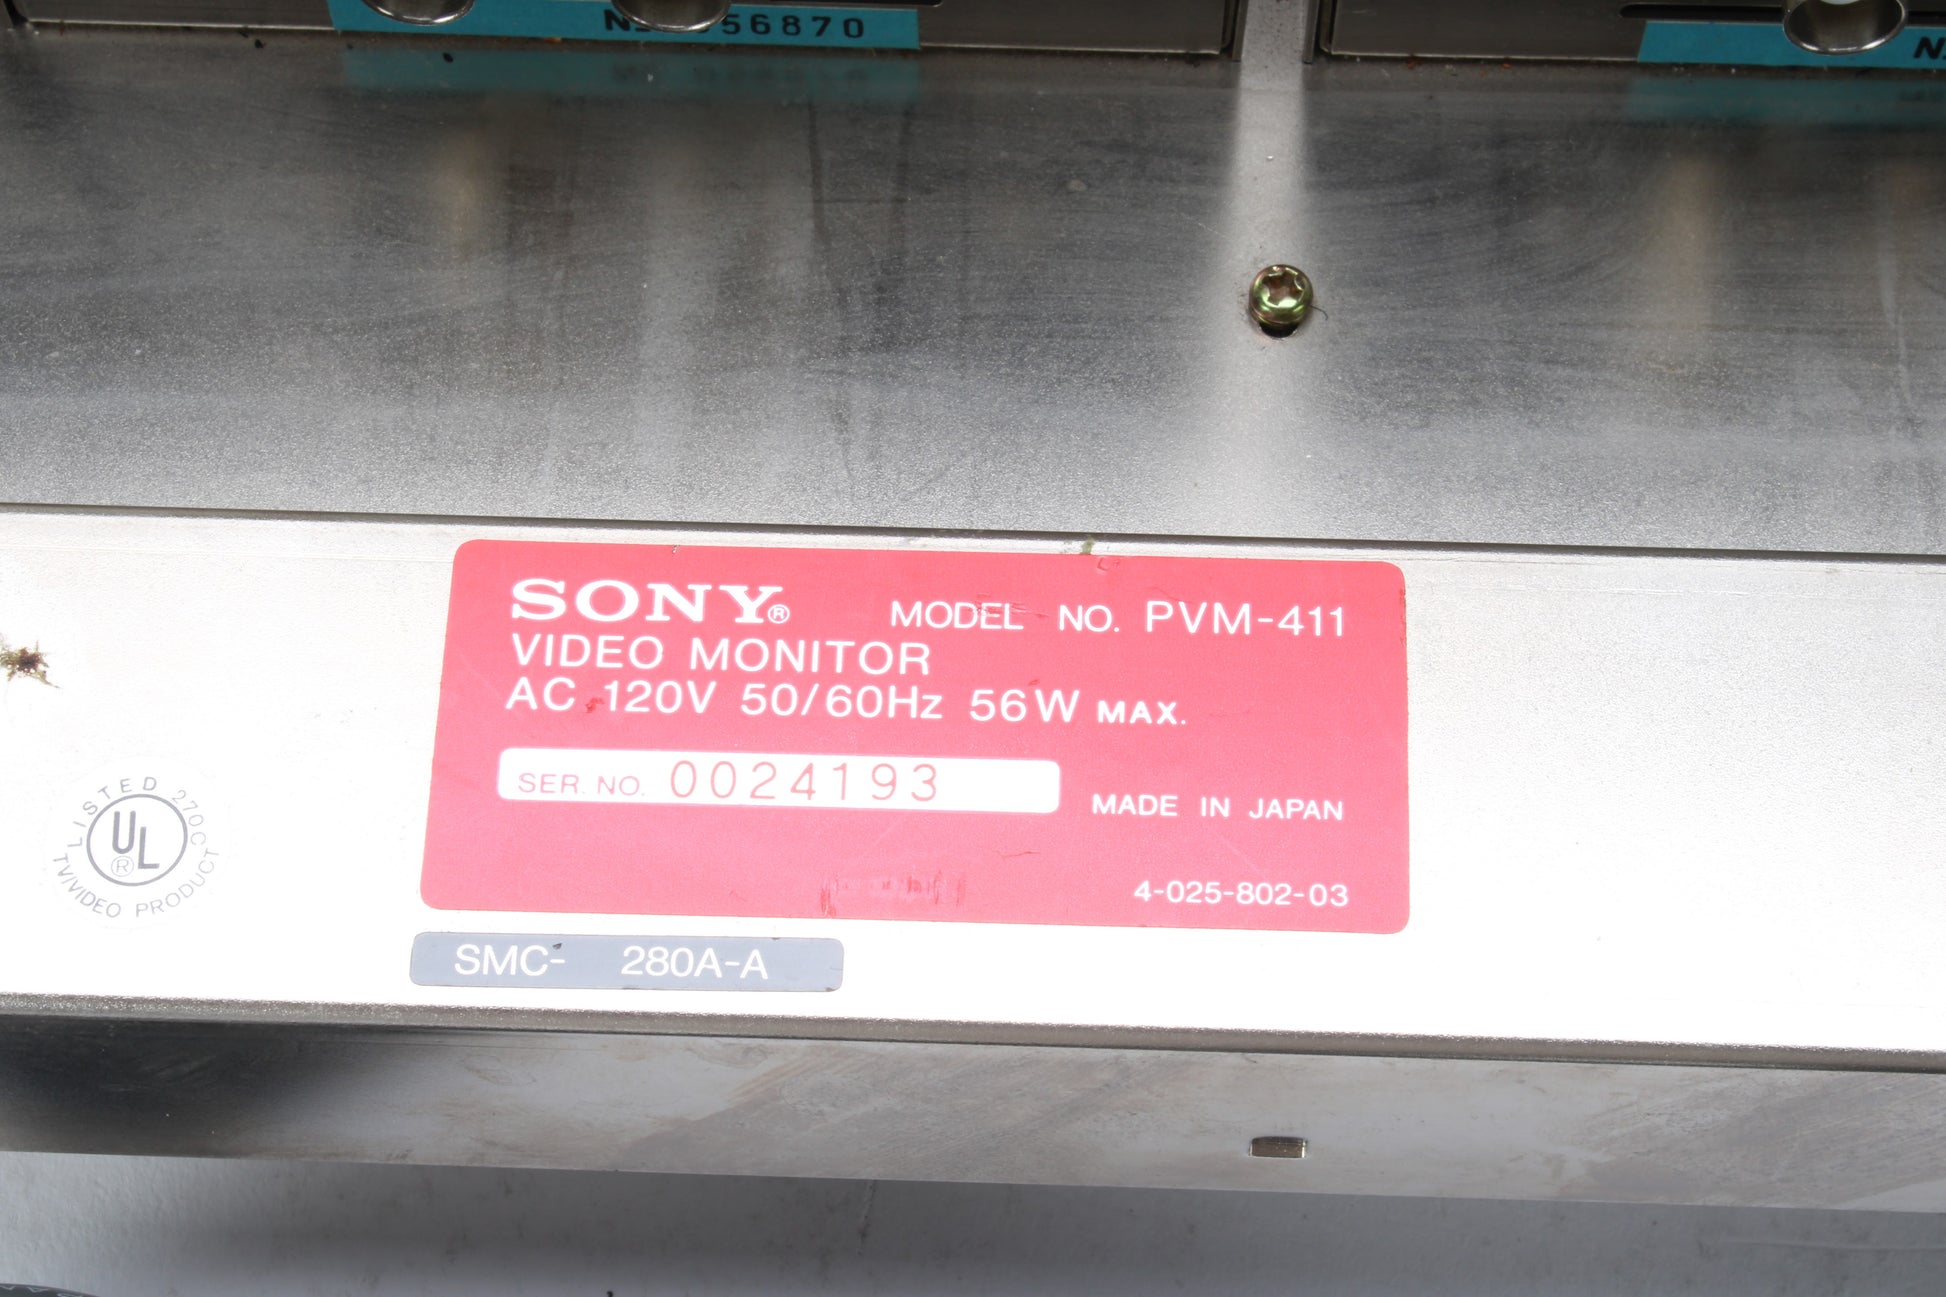 56870
SONY®
MODEL NO. PVM-411
VIDEO MONITOR
AC 120V 50/60Hz 56W MAX.
SER. NO. 0024193
MADE IN JAPAN
4-025-802-03
LISTED 270C
UL®
TV/VIDEO PRODUCT
SMC- 280A-A